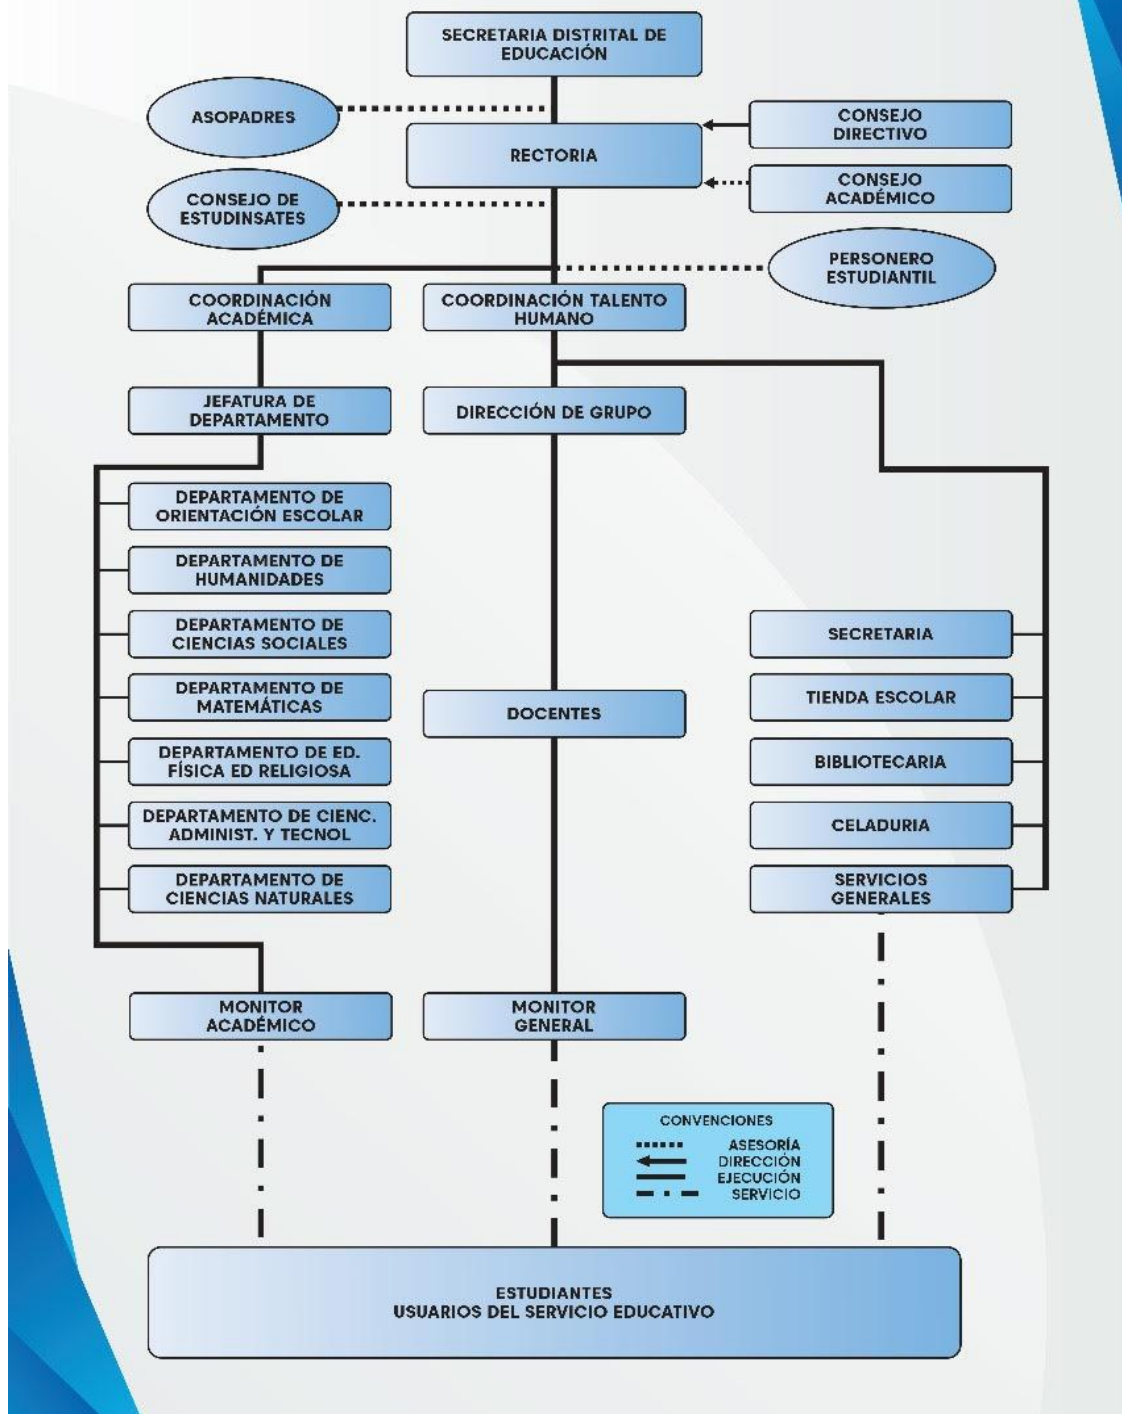 SECRETARIA DISTRITAL DE
EDUCACIÓN
ASOPADRES
CONSEJO
DIRECTIVO
RECTORIA
CONSEJO
ACADÉMICO
CONSEJO DE
ESTUDINSATES
PERSONERO
ESTUDIANTIL
COORDINACIÓN
ACADÉMICA
COORDINACIÓN TALENTO
HUMANO
JEFATURA DE
DEPARTAMENTO
DIRECCIÓN DE GRUPO
DEPARTAMENTO DE
ORIENTACIÓN ESCOLAR
DEPARTAMENTO DE
HUMANIDADES
DEPARTAMENTO DE
CIENCIAS SOCIALES
DEPARTAMENTO DE
MATEMÁTICAS
DEPARTAMENTO DE ED.
FÍSICA ED RELIGIOSA
DEPARTAMENTO DE CIENC.
ADMINIST. Y TECNOL
DEPARTAMENTO DE
CIENCIAS NATURALES
DOCENTES
SECRETARIA
TIENDA ESCOLAR
BIBLIOTECARIA
CELADURIA
SERVICIOS
GENERALES
MONITOR
ACADÉMICO
MONITOR
GENERAL
CONVENCIONES
ASESORÍA
DIRECCIÓN
EJECUCIÓN
SERVICIO
ESTUDIANTES
USUARIOS DEL SERVICIO EDUCATIVO